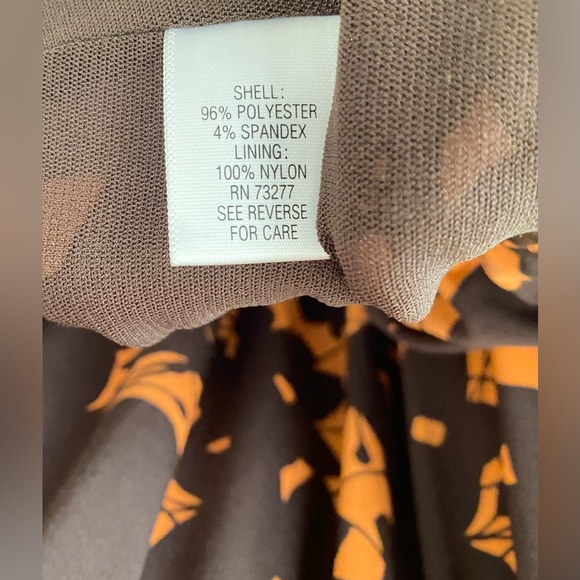 SHELL:
96% POLYESTER
4% SPANDEX
LINING:
100% NYLON
RN 73277
SEE REVERSE
FOR CARE